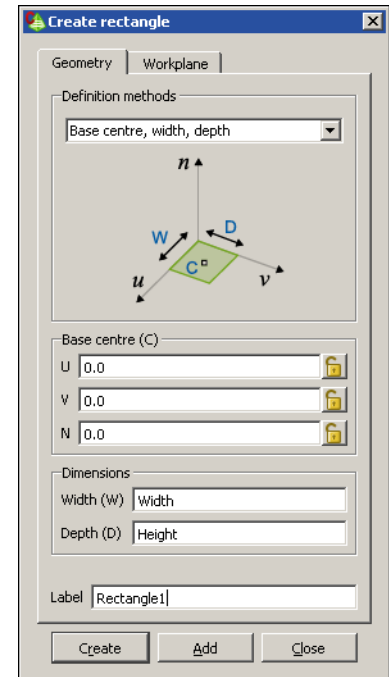 Create rectangle
Geometry Workplane
Definition methods
Base centre, width, depth
n
W D
C
u v
Base centre (C)
U 0.0
V 0.0
N 0.0
Dimensions
Width (W) Width
Depth (D) Height
Label Rectangle1
Create Add Close